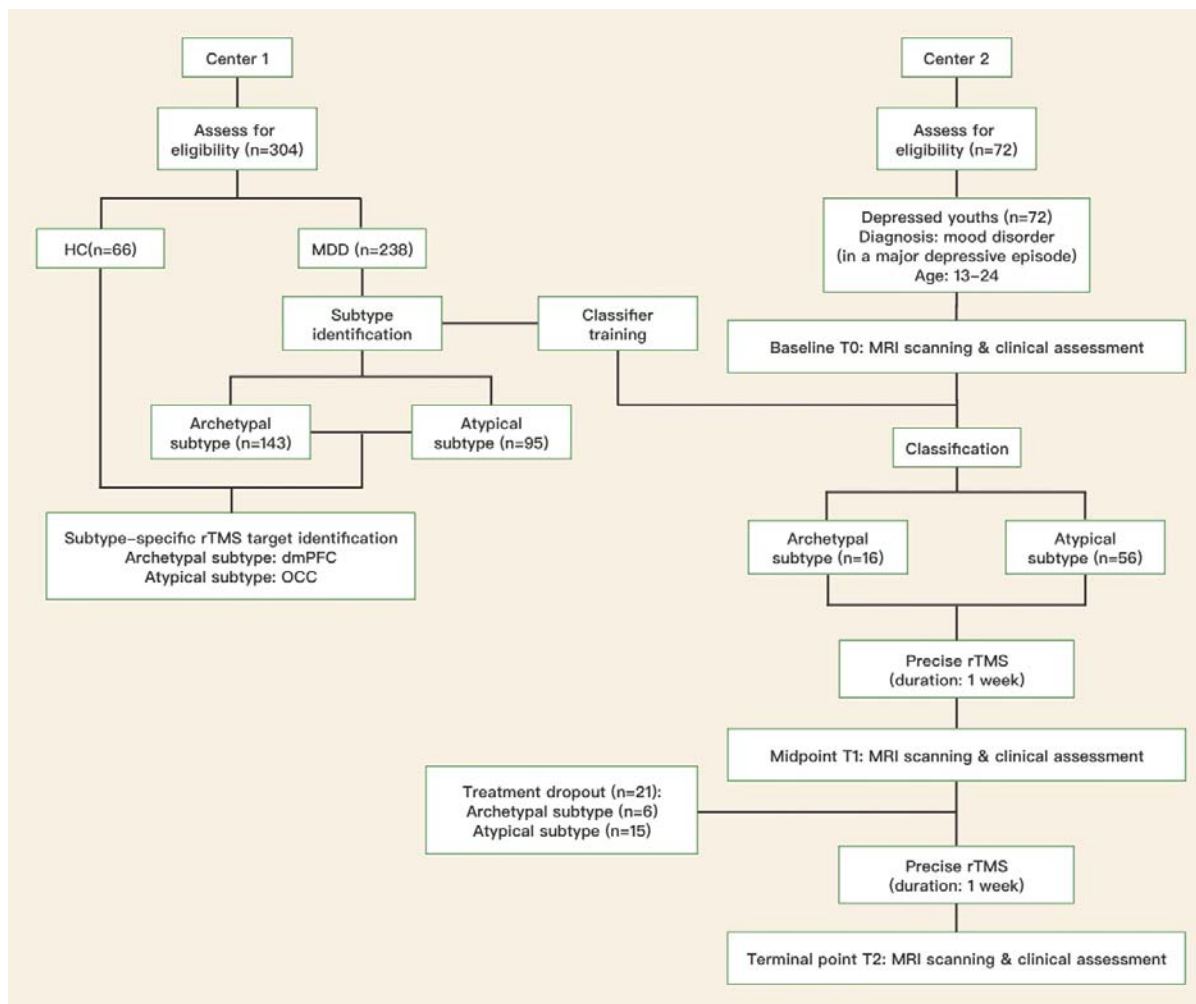 Center 1
Assess for
eligibility (n=304)
HC(n=66)
MDD (n=238)
Subtype
identification
Classifier
training
Archetypal
subtype (n=143)
Atypical
subtype (n=95)
Subtype-specific rTMS target identification
Archetypal subtype: dmPFC
Atypical subtype: OCC
Center 2
Assess for
eligibility (n=72)
Depressed youths (n=72)
Diagnosis: mood disorder
(in a major depressive episode)
Age: 13–24
Baseline T0: MRI scanning & clinical assessment
Classification
Archetypal
subtype (n=16)
Atypical
subtype (n=56)
Precise rTMS
(duration: 1 week)
Midpoint T1: MRI scanning & clinical assessment
Treatment dropout (n=21):
Archetypal subtype (n=6)
Atypical subtype (n=15)
Precise rTMS
(duration: 1 week)
Terminal point T2: MRI scanning & clinical assessment